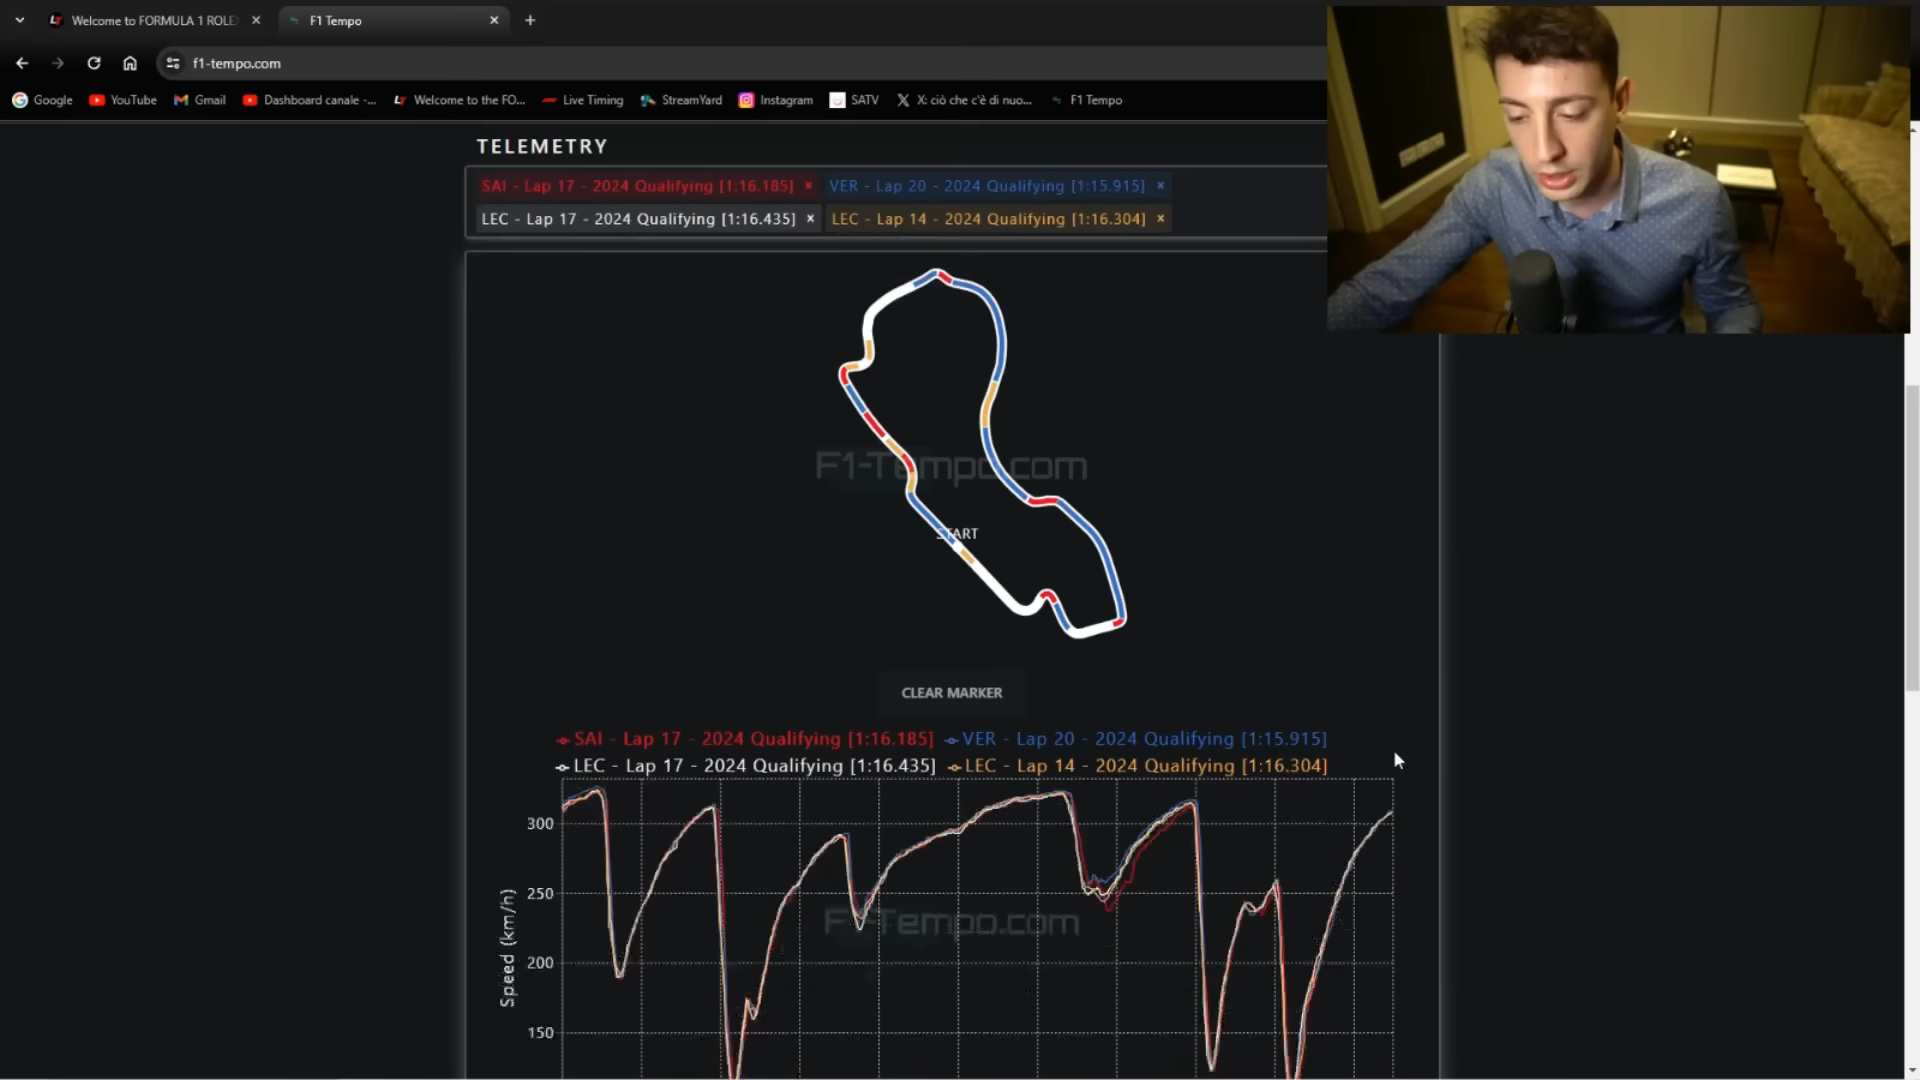 Welcome to FORMULA 1 ROLE
F1 Tempo
f1-tempo.com
Google
YouTube
Gmail
Dashboard canale -...
Welcome to the FO...
Live Timing
StreamYard
Instagram
SATV
X: ciò che c'è di nuo...
F1 Tempo
TELEMETRY
SAI - Lap 17 - 2024 Qualifying [1:16.185] ×
VER - Lap 20 - 2024 Qualifying [1:15.915] ×
LEC - Lap 17 - 2024 Qualifying [1:16.435] ×
LEC - Lap 14 - 2024 Qualifying [1:16.304] ×
F1-Tempo.com
START
CLEAR MARKER
SAI - Lap 17 - 2024 Qualifying [1:16.185]
VER - Lap 20 - 2024 Qualifying [1:15.915]
LEC - Lap 17 - 2024 Qualifying [1:16.435]
LEC - Lap 14 - 2024 Qualifying [1:16.304]
Speed (km/h)
300
250
200
150
F1-Tempo.com